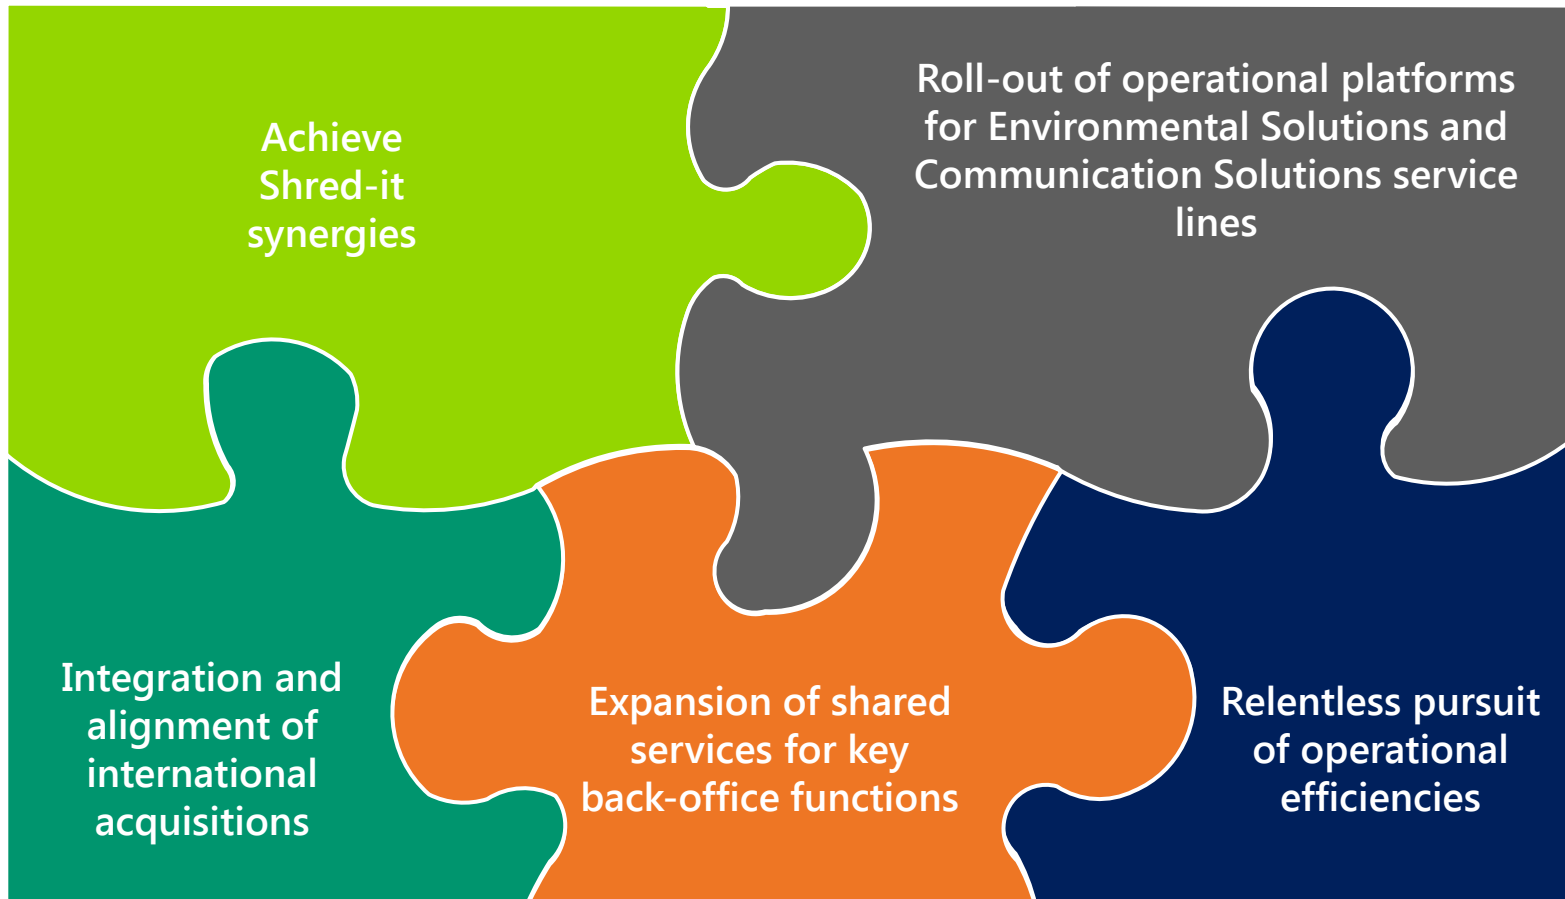 Achieve
Shred-it
synergies
Roll-out of operational platforms
for Environmental Solutions and
Communication Solutions service
lines
Integration and
alignment of
international
acquisitions
Expansion of shared
services for key
back-office functions
Relentless pursuit
of operational
efficiencies